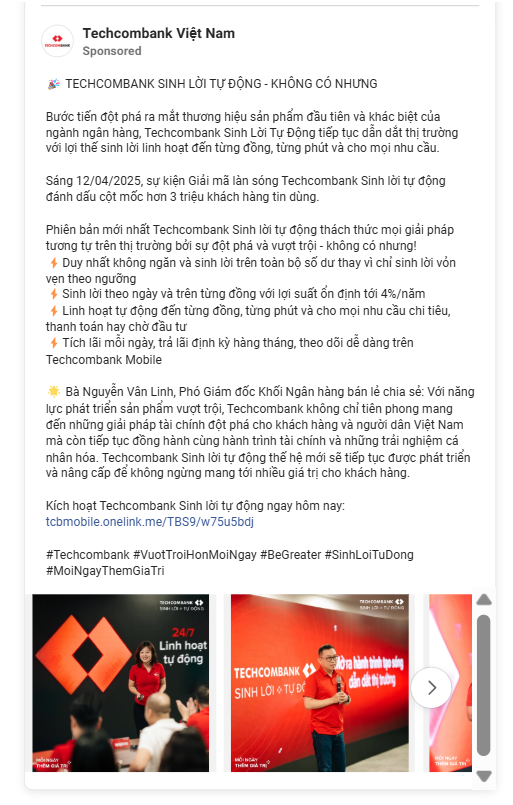 Techcombank Việt Nam
Sponsored
🎉 TECHCOMBANK SINH LỜI TỰ ĐỘNG - KHÔNG CÓ NHƯNG
Bước tiến đột phá ra mắt thương hiệu sản phẩm đầu tiên và khác biệt của
ngành ngân hàng, Techcombank Sinh Lời Tự Động tiếp tục dẫn dắt thị trường
với lợi thế sinh lời linh hoạt đến từng đồng, từng phút và cho mọi nhu cầu.
Sáng 12/04/2025, sự kiện Giải mã làn sóng Techcombank Sinh lời tự động
đánh dấu cột mốc hơn 3 triệu khách hàng tin dùng.
Phiên bản mới nhất Techcombank Sinh lời tự động thách thức mọi giải pháp
tương tự trên thị trường bởi sự đột phá và vượt trội - không có nhưng!
⚡ Duy nhất không ngăn và sinh lời trên toàn bộ số dư thay vì chỉ sinh lời vỏn
vẹn theo ngưỡng
⚡ Sinh lời theo ngày và trên từng đồng với lợi suất ổn định tới 4%/năm
⚡ Linh hoạt tự động đến từng đồng, từng phút và cho mọi nhu cầu chi tiêu,
thanh toán hay chờ đầu tư
⚡ Tích lãi mỗi ngày, trả lãi định kỳ hàng tháng, theo dõi dễ dàng trên
Techcombank Mobile
🌟 Bà Nguyễn Vân Linh, Phó Giám đốc Khối Ngân hàng bán lẻ chia sẻ: Với năng
lực phát triển sản phẩm vượt trội, Techcombank không chỉ tiên phong mang
đến những giải pháp tài chính đột phá cho khách hàng và người dân Việt Nam
mà còn tiếp tục đồng hành cùng hành trình tài chính và những trải nghiệm cá
nhân hóa. Techcombank Sinh lời tự động thế hệ mới sẽ tiếp tục được phát triển
và nâng cấp để không ngừng mang tới nhiều giá trị cho khách hàng.
Kích hoạt Techcombank Sinh lời tự động ngay hôm nay:
tcbmobile.onelink.me/TBS9/w75u5bdj
#Techcombank #VuotTroiHonMoiNgay #BeGreater #SinhLoiTuDong
#MoiNgayThemGiaTri
TECHCOMBANK
SINH LỜI TỰ ĐỘNG
24/7
Linh hoạt
tự động
MỖI NGÀY
THÊM GIÁ TRỊ
TECHCOMBANK
SINH LỜI TỰ ĐỘNG
TECHCOMBANK
SINH LỜI TỰ ĐỘ
Mở ra hành trình tạo sóng
dẫn dắt thị trường
MỖI NGÀY
THÊM GIÁ TRỊ
MỖI NGÀY
THÊM GIÁ TRỊ